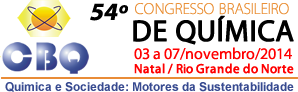 54º CONGRESSO BRASILEIRO
DE QUÍMICA
03 a 07/novembro/2014
Natal / Rio Grande do Norte
CBQ
Quimica e Sociedade: Motores da Sustentabilidade